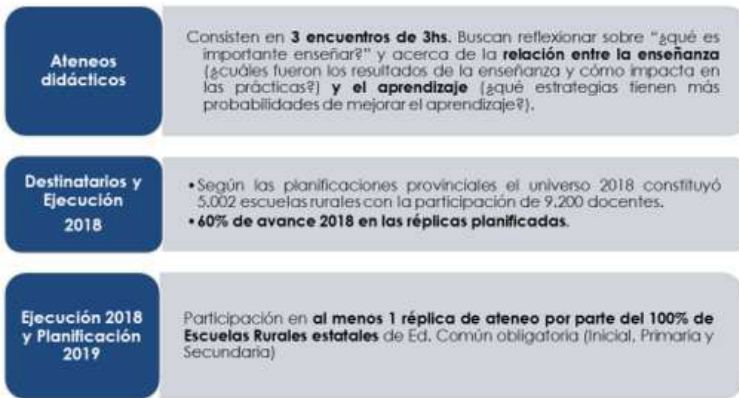 Ateneos
didácticos
Consisten en 3 encuentros de 3hs. Buscan reflexionar sobre “¿qué es
importante enseñar?” y acerca de la relación entre la enseñanza
(¿cuáles fueron los resultados de la enseñanza y cómo impacta en
las prácticas?) y el aprendizaje (¿qué estrategias tienen más
probabilidades de mejorar el aprendizaje?).
Destinatarios y
Ejecución
2018
• Según las planificaciones provinciales el universo 2018 constituyó
5.002 escuelas rurales con la participación de 9.200 docentes.
• 60% de avance 2018 en las réplicas planificadas.
Ejecución 2018
y Planificación
2019
Participación en al menos 1 réplica de ateneo por parte del 100% de
Escuelas Rurales estatales de Ed. Común obligatoria (Inicial, Primaria y
Secundaria)